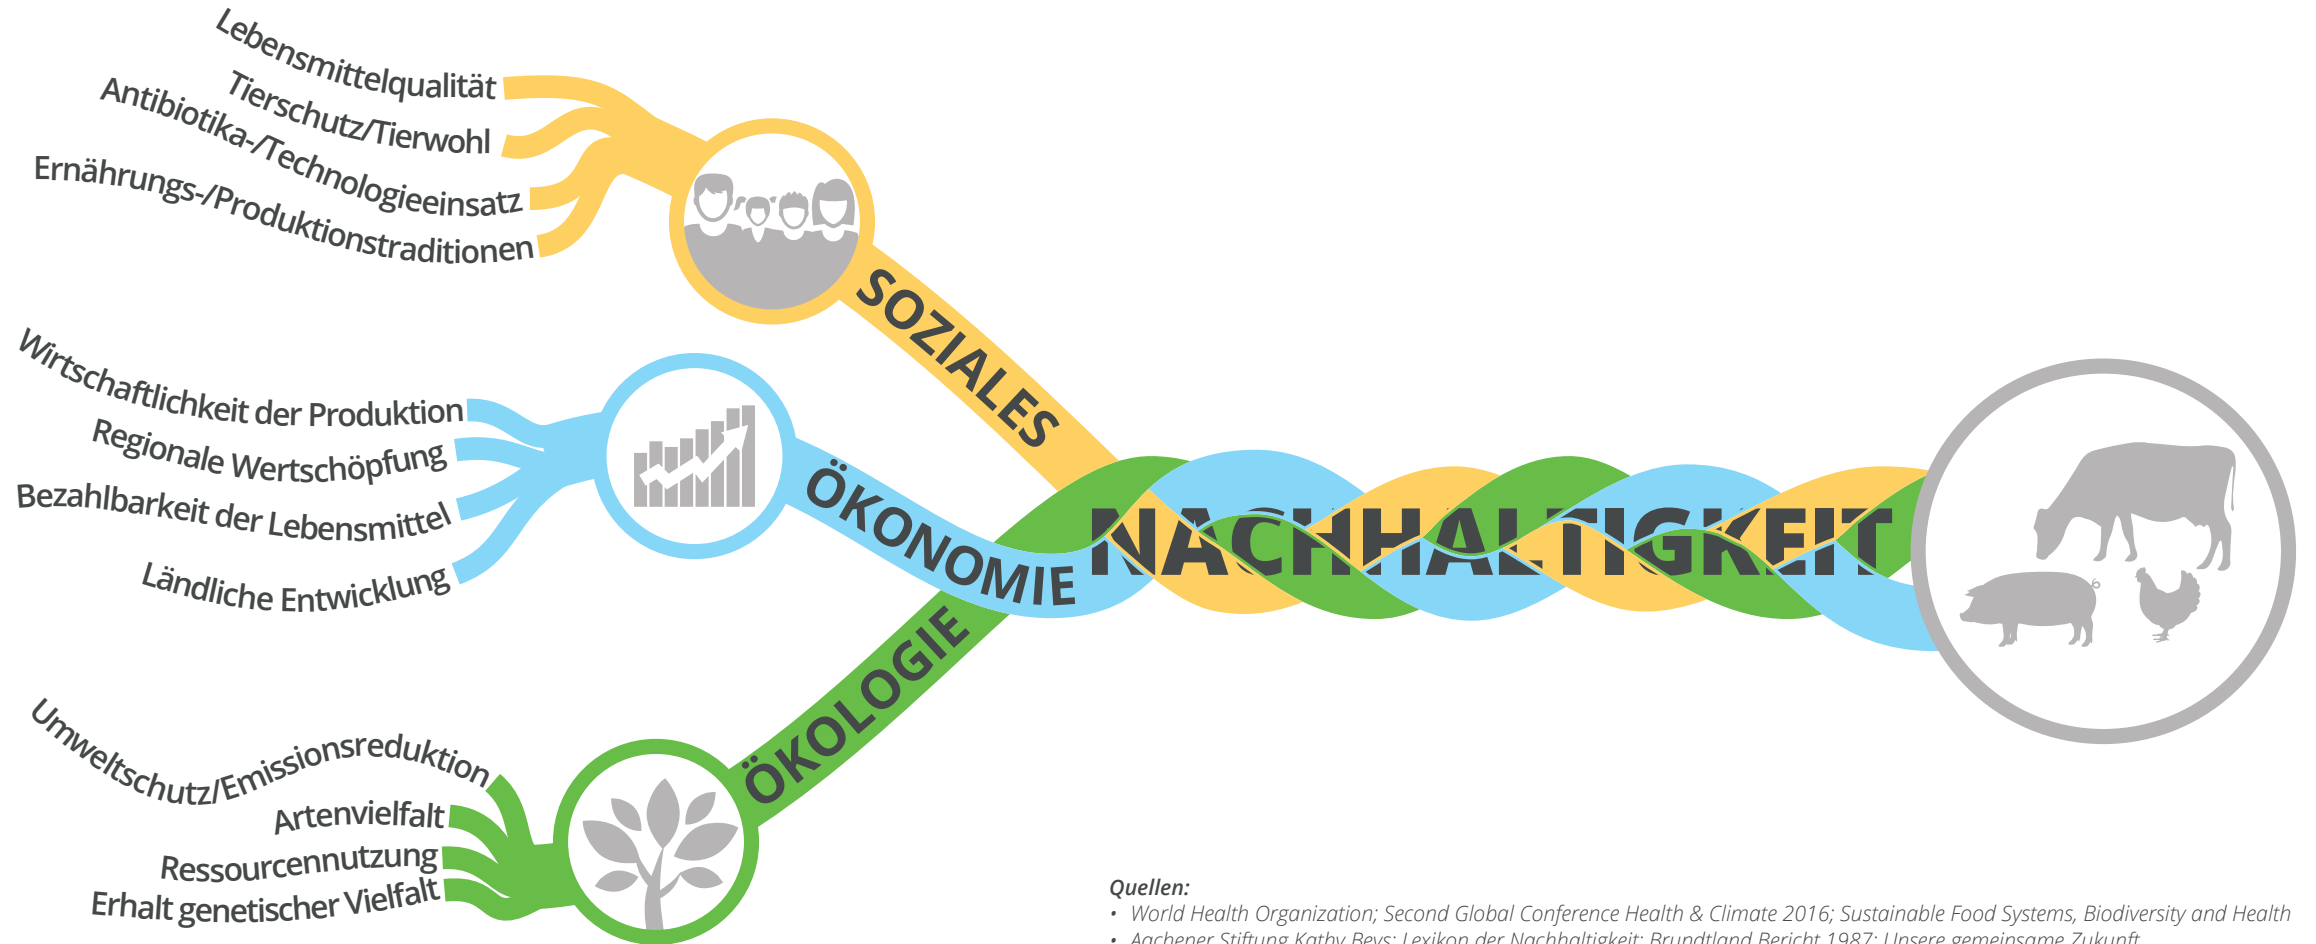 Lebensmittelqualität
Tierschutz/Tierwohl
Antibiotika-/Technologieeinsatz
Ernährungs-/Produktionstraditionen
SOZIALES
Wirtschaftlichkeit der Produktion
Regionale Wertschöpfung
Bezahlbarkeit der Lebensmittel
Ländliche Entwicklung
ÖKONOMIE
NACHHALTIGKEIT
ÖKOLOGIE
Umweltschutz/Emissionsreduktion
Artenvielfalt
Ressourcennutzung
Erhalt genetischer Vielfalt
Quellen:
• World Health Organization; Second Global Conference Health & Climate 2016; Sustainable Food Systems, Biodiversity and Health
• Aachener Stiftung Kathy Beys; Lexikon der Nachhaltigkeit; Brundtland Bericht 1987: Unsere gemeinsame Zukunft